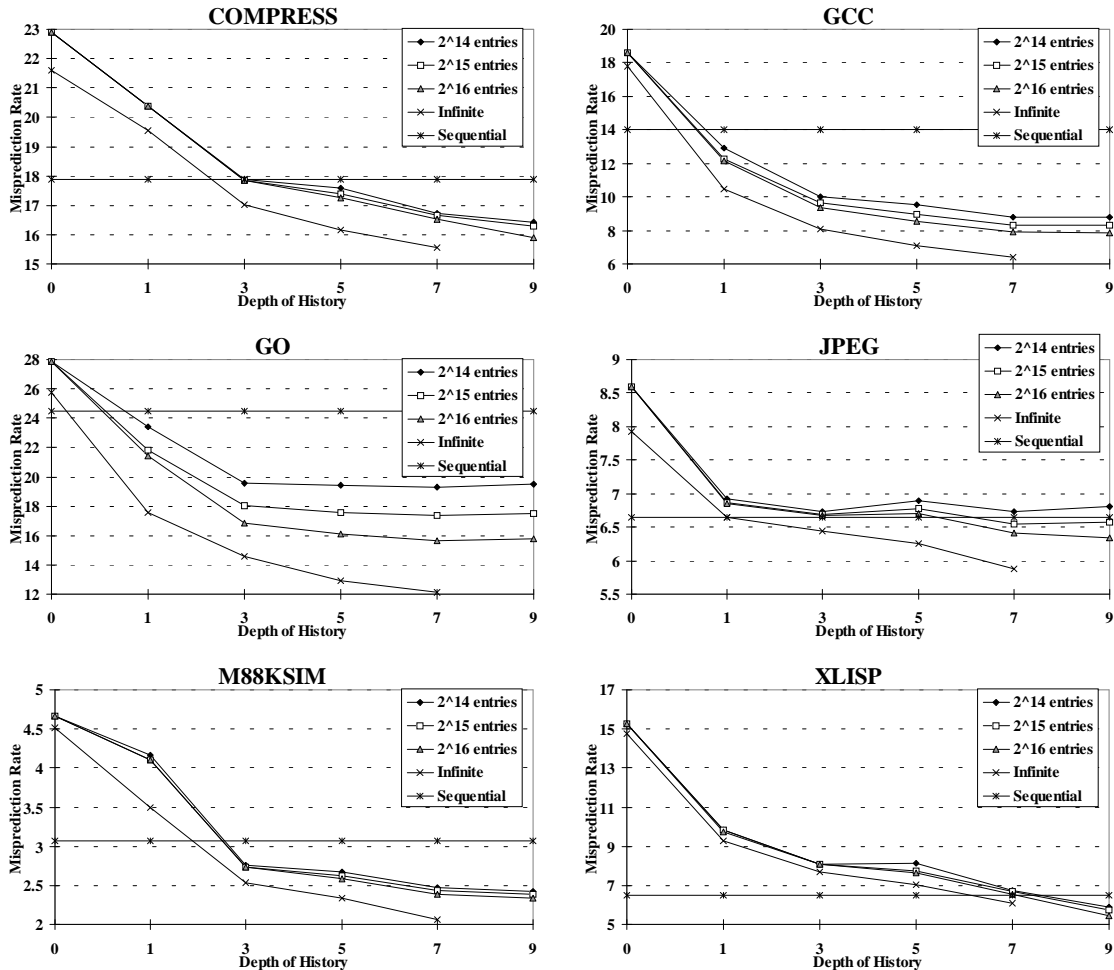 COMPRESS
Misprediction Rate
23
22
21
20
19
18
17
16
15
0 1 3 5 7 9
Depth of History
2^14 entries
2^15 entries
2^16 entries
Infinite
Sequential
GCC
Misprediction Rate
20
18
16
14
12
10
8
6
0 1 3 5 7 9
Depth of History
2^14 entries
2^15 entries
2^16 entries
Infinite
Sequential
GO
Misprediction Rate
28
26
24
22
20
18
16
14
12
0 1 3 5 7 9
Depth of History
2^14 entries
2^15 entries
2^16 entries
Infinite
Sequential
JPEG
Misprediction Rate
9
8.5
8
7.5
7
6.5
6
5.5
0 1 3 5 7 9
Depth of History
2^14 entries
2^15 entries
2^16 entries
Infinite
Sequential
M88KSIM
Misprediction Rate
5
4.5
4
3.5
3
2.5
2
0 1 3 5 7 9
Depth of History
2^14 entries
2^15 entries
2^16 entries
Infinite
Sequential
XLISP
Misprediction Rate
17
15
13
11
9
7
5
0 1 3 5 7 9
Depth of History
2^14 entries
2^15 entries
2^16 entries
Infinite
Sequential